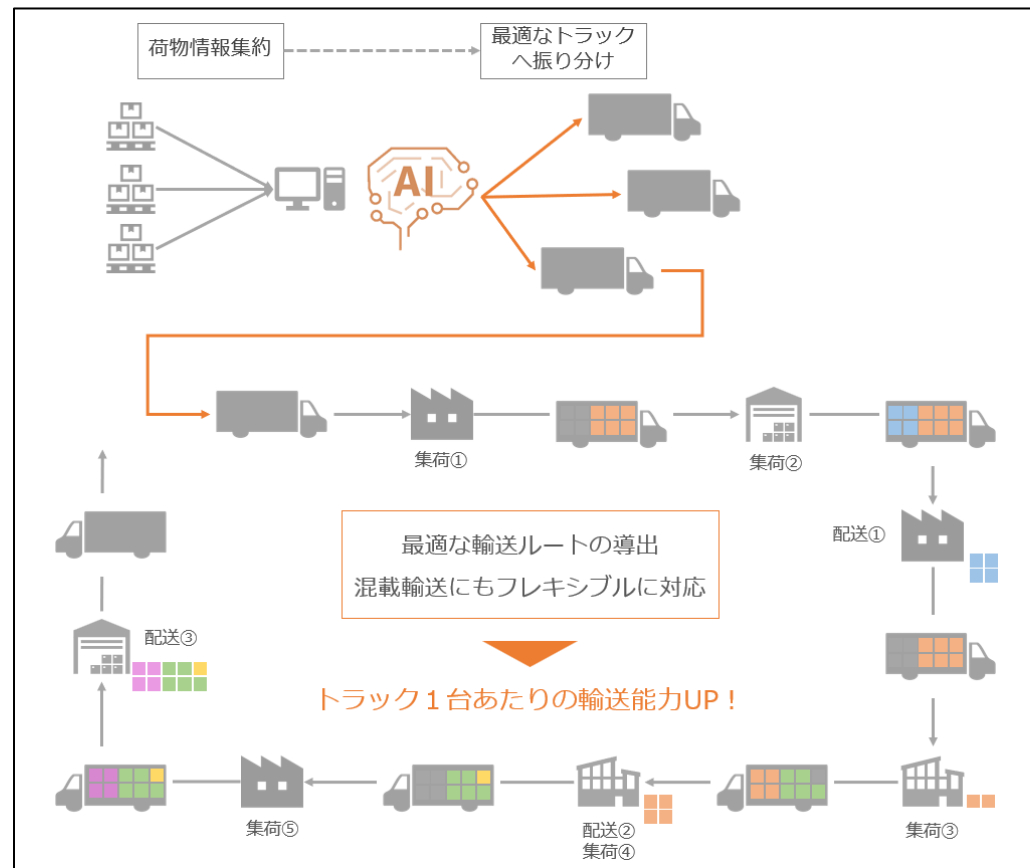 荷物情報集約
最適なトラック
へ振り分け
AI
集荷①
集荷②
配送①
最適な輸送ルートの導出
混載輸送にもフレキシブルに対応
配送③
トラック１台あたりの輸送能力UP！
集荷⑤
配送②
集荷④
集荷③